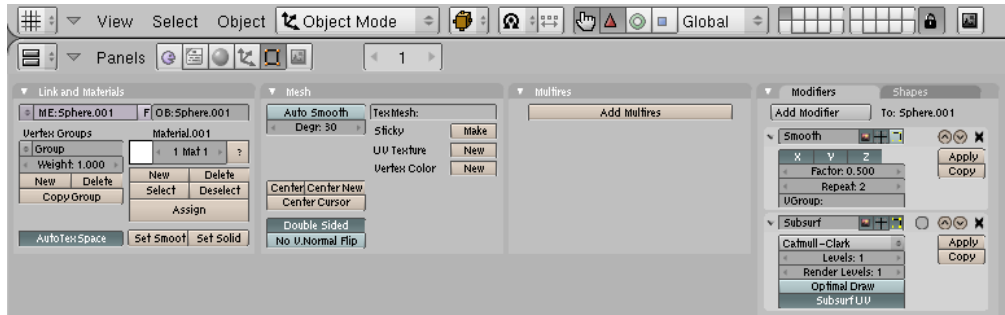 View Select Object Object Mode Global
Panels 1
Link and Materials
ME:Sphere.001 F OB:Sphere.001
Vertex Groups Material.001
Group
Weight: 1.000
1 Mat 1 ?
New Delete
Copy Group
New Delete
Select Deselect
Assign
AutoTexSpace Set Smoot Set Solid
Mesh
Auto Smooth
Degr: 30
TexMesh:
Sticky Make
UV Texture New
Vertex Color New
Center Center New
Center Cursor
Double Sided
No V.Normal Flip
Multires
Add Multires
Modifiers Shapes
Add Modifier To: Sphere.001
Smooth
X Y Z
Factor: 0.500
Repeat: 2
VGroup:
Apply
Copy
Subsurf
Catmull-Clark
Levels: 1
Render Levels: 1
Optimal Draw
Subsurf UV
Apply
Copy